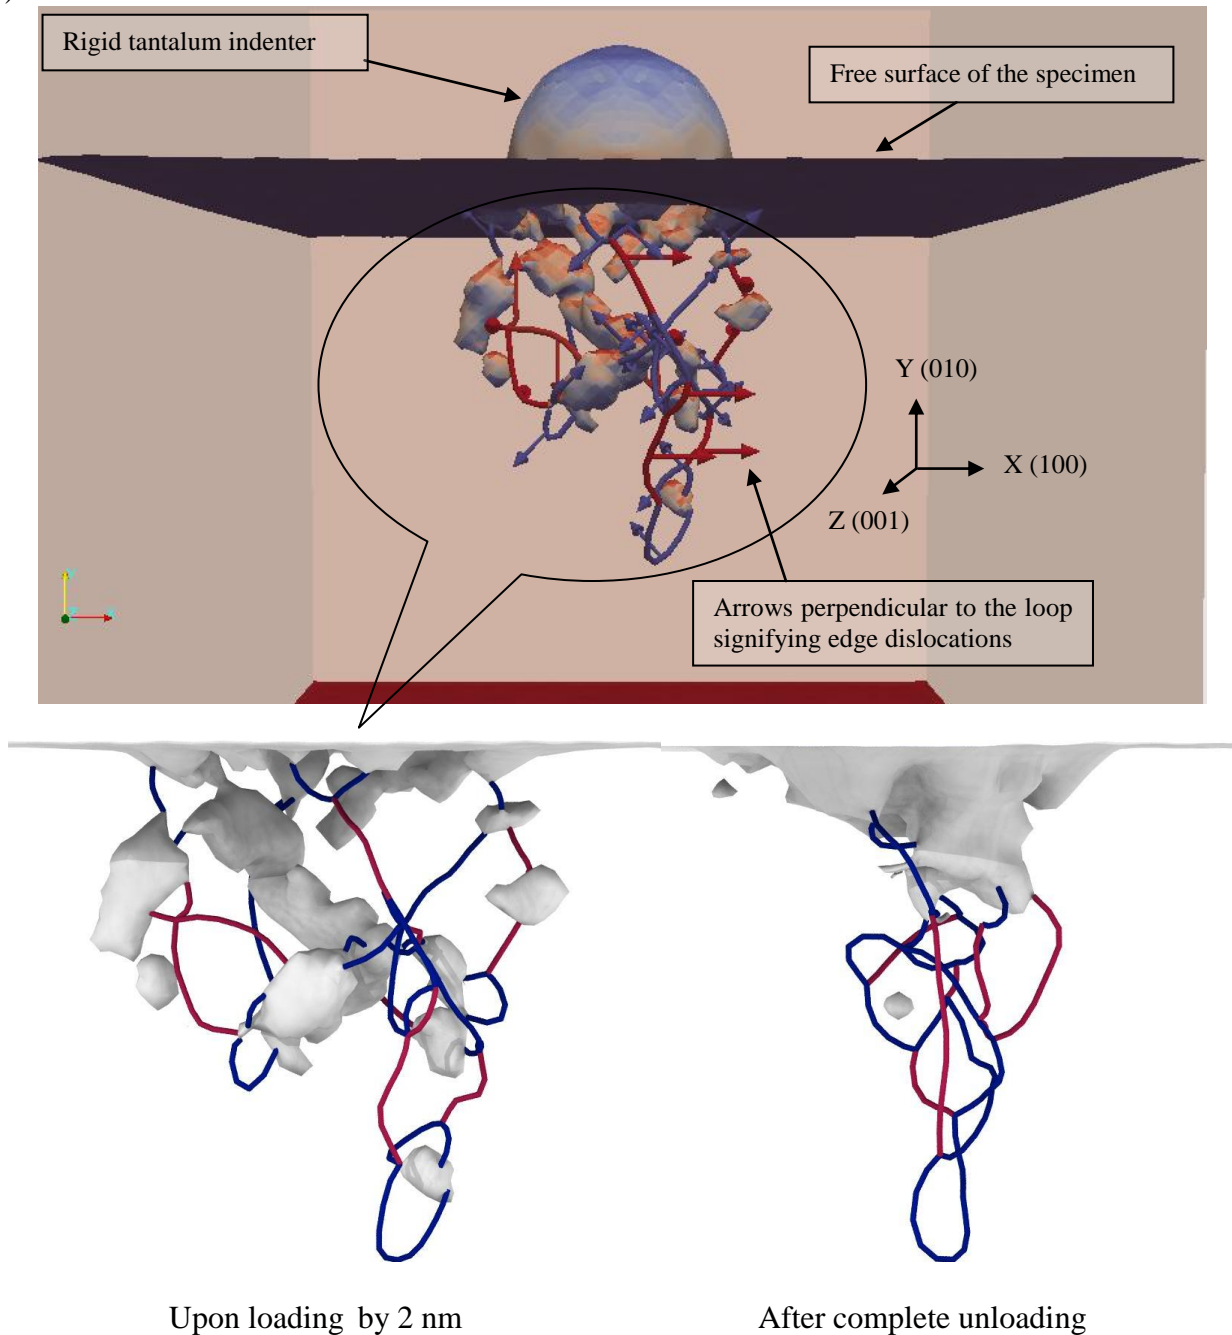 )
Rigid tantalum indenter
Free surface of the specimen
Y (010)
X (100)
Z (001)
Arrows perpendicular to the loop
signifying edge dislocations
Upon loading by 2 nm
After complete unloading